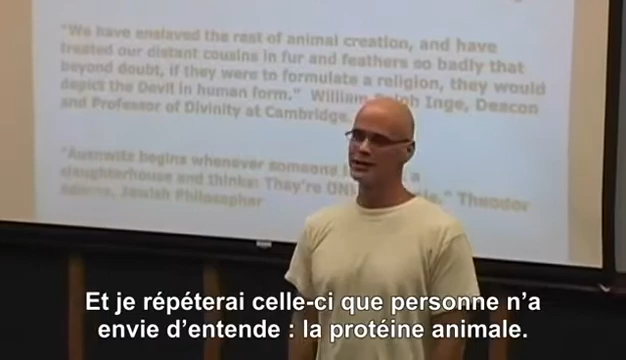 "We have enslaved the rest of animal creation, and have
treated our distant cousins in fur and feathers so badly that
beyond doubt, if they were to formulate a religion, they would
depict the Devil in human form." William Inge, Deacon
and Professor of Divinity at Cambridge.
"Auswitz begins whenever someone a
slaughterhouse and thinks: They're Theodor
Adorno, Jewish Philosopher
Et je répéterai celle-ci que personne n'a
envie d'entende : la protéine animale.